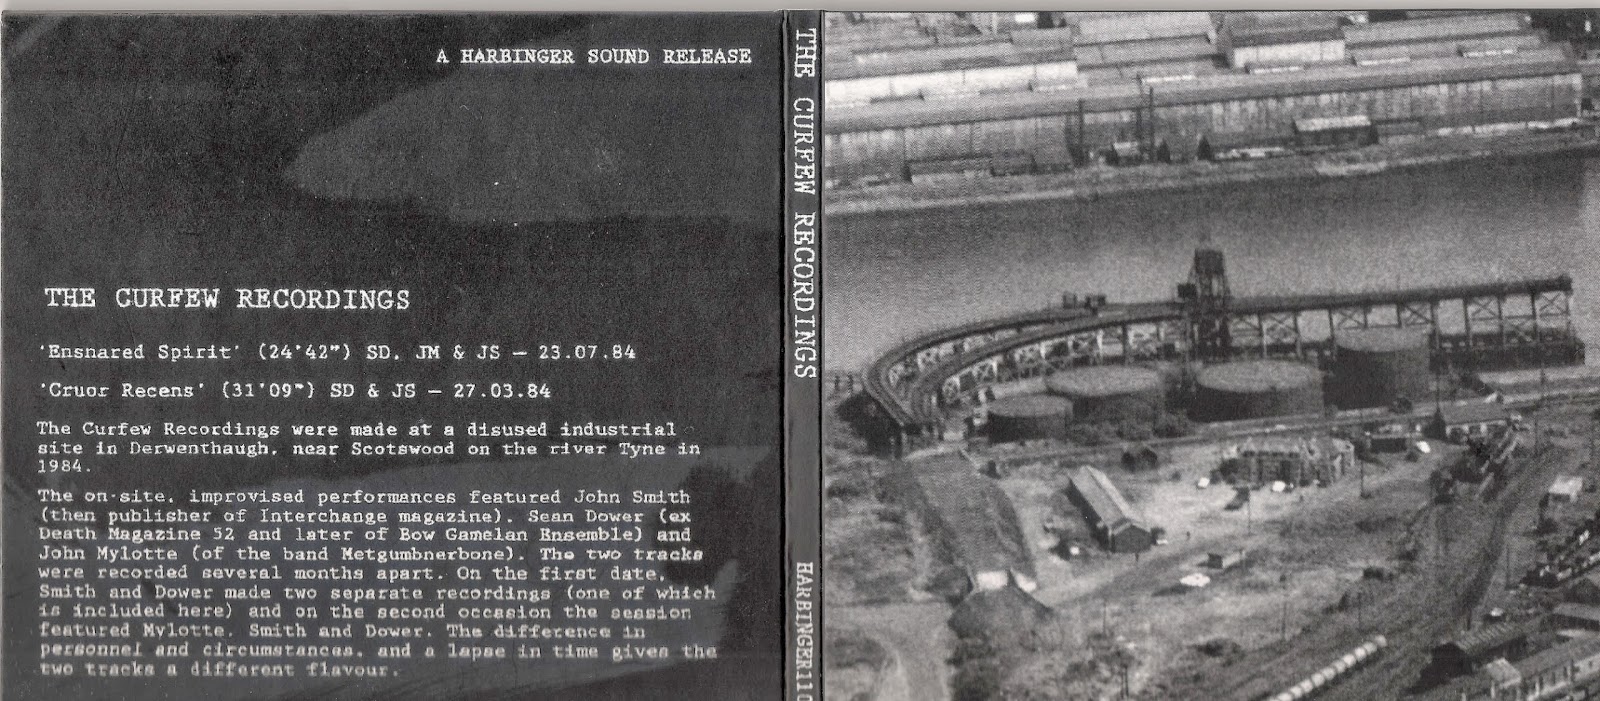 A HARBINGER SOUND RELEASE
THE CURFEW RECORDINGS
'Ensnared Spirit' (24'42") SD, JM & JS – 23.07.84
'Cruor Recens' (31'09") SD & JS – 27.03.84
The Curfew Recordings were made at a disused industrial
site in Derwenthaugh, near Scotswood on the river Tyne in
1984.
The on-site, improvised performances featured John Smith
(then publisher of Interchange magazine), Sean Dower (ex
Death Magazine 52 and later of Bow Gamelan Ensemble) and
John Mylotte (of the band Metgumbnerbone). The two tracks
were recorded several months apart. On the first date,
Smith and Dower made two separate recordings (one of which
is included here) and on the second occasion the session
featured Mylotte, Smith and Dower. The difference in
personnel and circumstances, and a lapse in time gives the
two tracks a different flavour.
THE CURFEW RECORDINGS
HARBINGER110